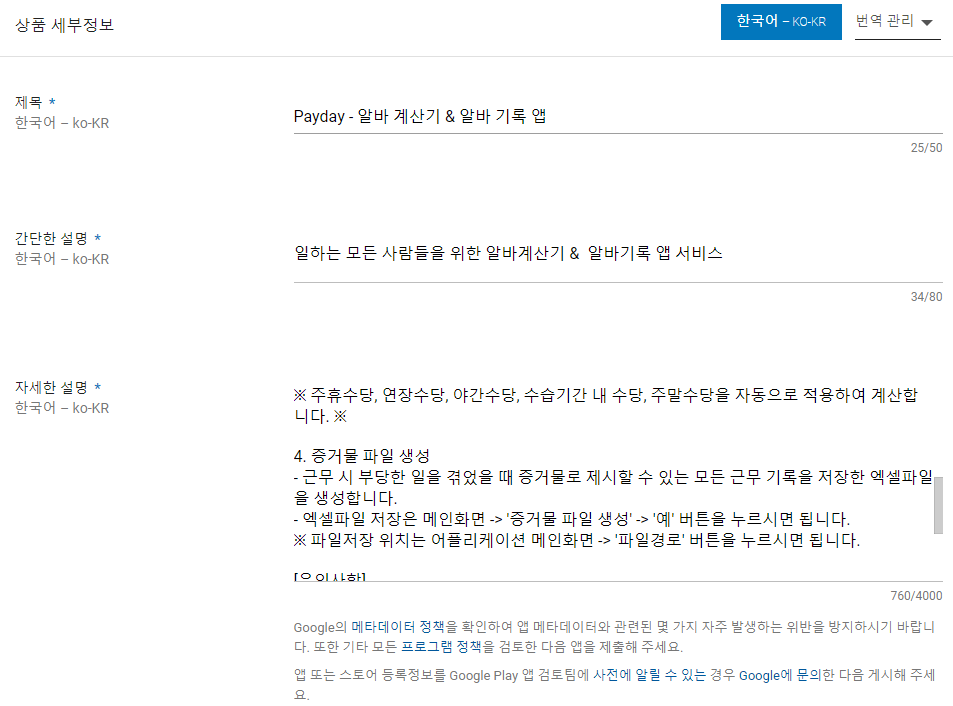 상품 세부정보
한국어 – KO-KR
번역 관리
제목 *
한국어 – ko-KR
Payday - 알바 계산기 & 알바 기록 앱
25/50
간단한 설명 *
한국어 – ko-KR
일하는 모든 사람들을 위한 알바계산기 &  알바기록 앱 서비스
34/80
자세한 설명 *
한국어 – ko-KR
※ 주휴수당, 연장수당, 야간수당, 수습기간 내 수당, 주말수당을 자동으로 적용하여 계산합
니다. ※
4. 증거물 파일 생성
- 근무 시 부당한 일을 겪었을 때 증거물로 제시할 수 있는 모든 근무 기록을 저장한 엑셀파일
을 생성합니다.
- 엑셀파일 저장은 메인화면 -> '증거물 파일 생성' -> '예' 버튼을 누르시면 됩니다.
※ 파일저장 위치는 어플리케이션 메인화면 -> '파일경로' 버튼을 누르시면 됩니다.
[유의사항]
760/4000
Google의 메타데이터 정책을 확인하여 앱 메타데이터와 관련된 몇 가지 자주 발생하는 위반을 방지하시기 바랍니
다. 또한 기타 모든 프로그램 정책을 검토한 다음 앱을 제출해 주세요.
앱 또는 스토어 등록정보를 Google Play 앱 검토팀에 사전에 알릴 수 있는 경우 Google에 문의한 다음 게시해 주세
요.